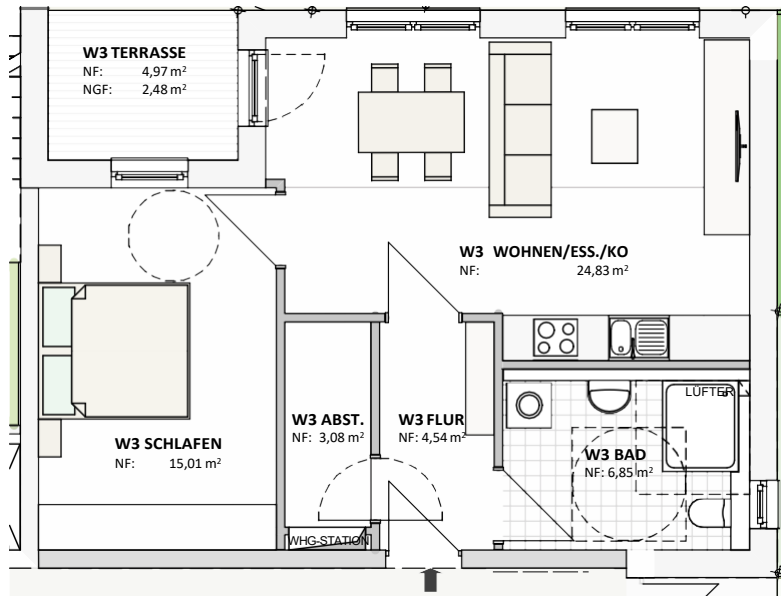 W3 TERRASSE
NF: 4,97 m²
NGF: 2,48 m²
W3 WOHNEN/ESS./KO
NF: 24,83 m²
LÜFTER
W3 ABST.
NF: 3,08 m²
W3 FLUR
NF: 4,54 m²
W3 SCHLAFEN
NF: 15,01 m²
W3 BAD
NF: 6,85 m²
WHG-STATION